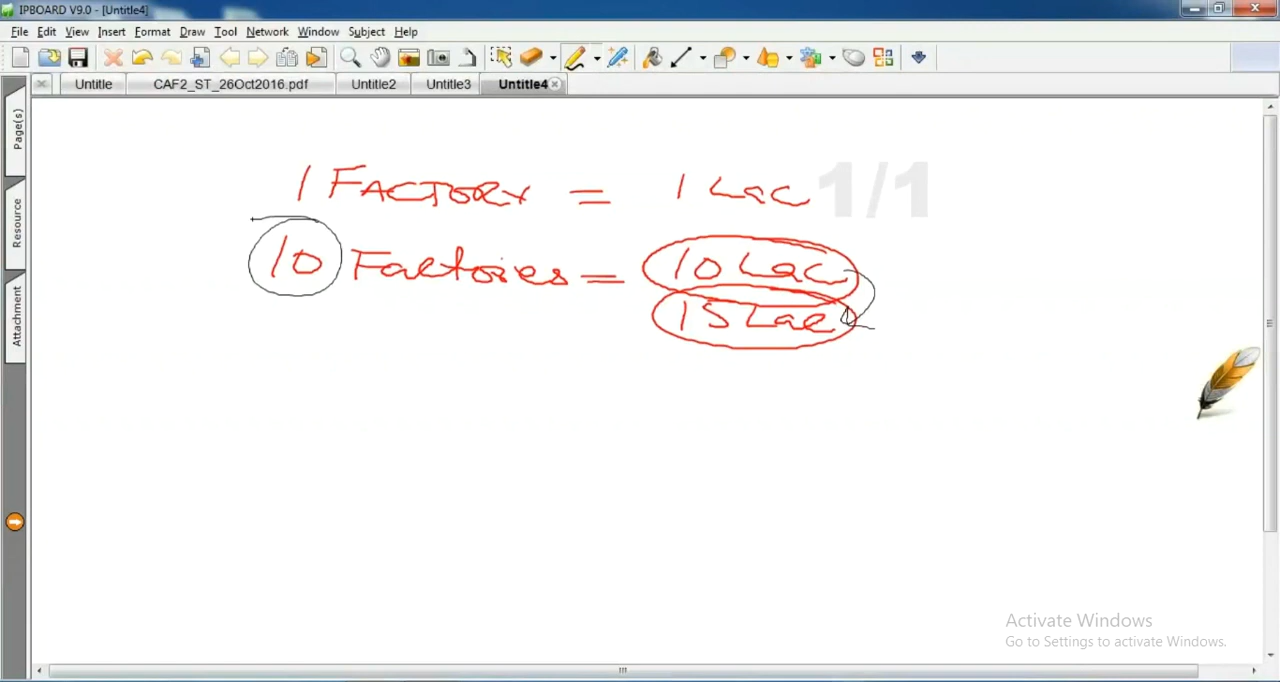 IPBOARD V9.0 - [Untitled4]
File Edit View Insert Format Draw Tool Network Window Subject Help
Untitle CAF2_ST_26Oct2016.pdf Untitle2 Untitle3 Untitle4
Page(s)
Resource
Attachment
1 FACTORY = 1 Lac
1/1
10 Factories = 10 Lac
15 Lac
Activate Windows
Go to Settings to activate Windows.